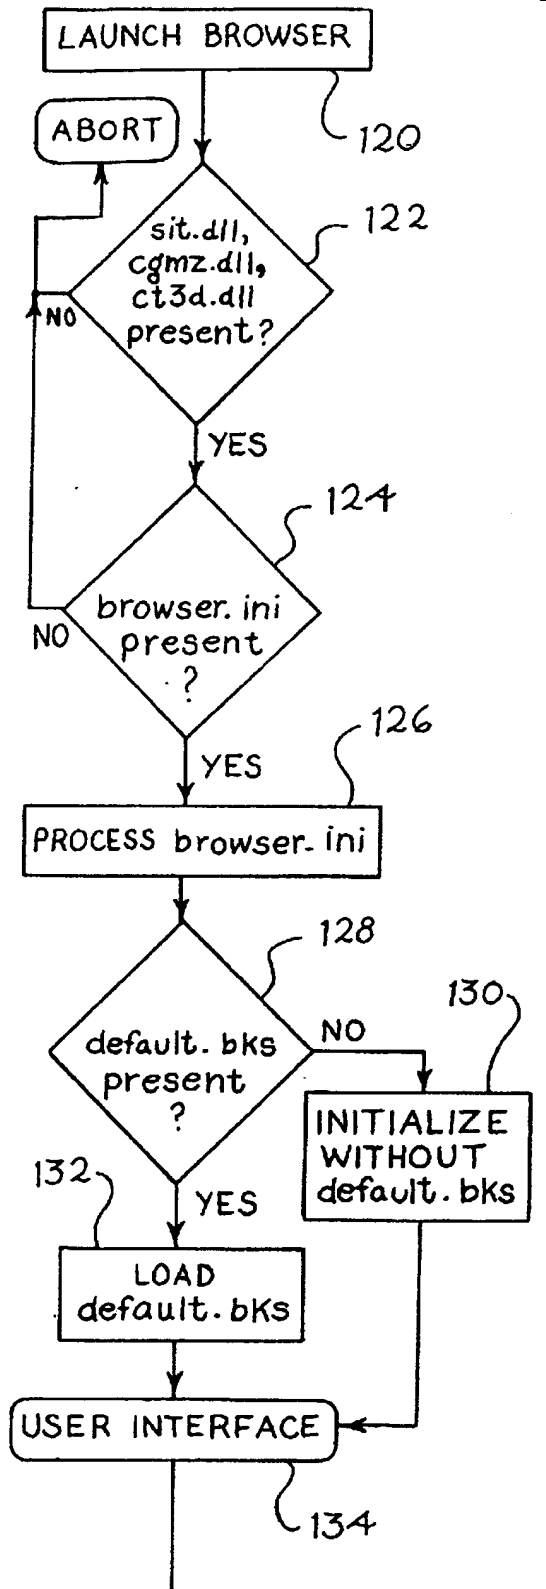 LAUNCH BROWSER
120
ABORT
122
sit.dll,
cgmz.dll,
ct3d.dll
present?
NO
YES
124
browser.ini
present
?
NO
YES
126
PROCESS browser.ini
128
default.bks
present
?
NO
130
INITIALIZE
WITHOUT
default.bks
132
YES
LOAD
default.bks
USER INTERFACE
134